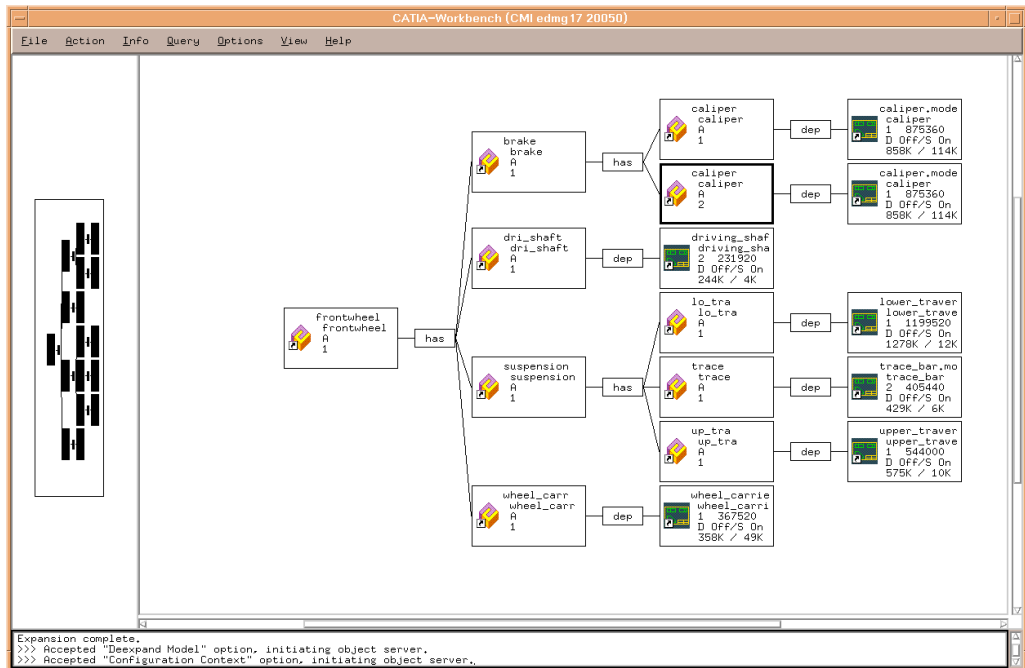 CATIA-Workbench (CMI edmg17 20050)
File Action Info Query Options View Help
frontwheel
frontwheel
A
1
has
brake
brake
A
1
has
caliper
caliper
A
1
dep
caliper.mode
caliper
1 875360
D Off/S On
858K / 114K
caliper
caliper
A
2
dep
caliper.mode
caliper
1 875360
D Off/S On
858K / 114K
dri_shaft
dri_shaft
A
1
dep
driving_shaf
driving_sha
2 231920
D Off/S On
244K / 4K
suspension
suspension
A
1
has
lo_tra
lo_tra
A
1
dep
lower_traver
lower_trave
1 1199520
D Off/S On
1278K / 12K
trace
trace
A
1
dep
trace_bar.mo
trace_bar
2 405440
D Off/S On
429K / 6K
up_tra
up_tra
A
1
dep
upper_traver
upper_trave
1 544000
D Off/S On
575K / 10K
wheel_carr
wheel_carr
A
1
dep
wheel_carrie
wheel_carri
1 367520
D Off/S On
358K / 49K
Expansion complete.
>>> Accepted "Deexpand Model" option, initiating object server.
>>> Accepted "Configuration Context" option, initiating object server.